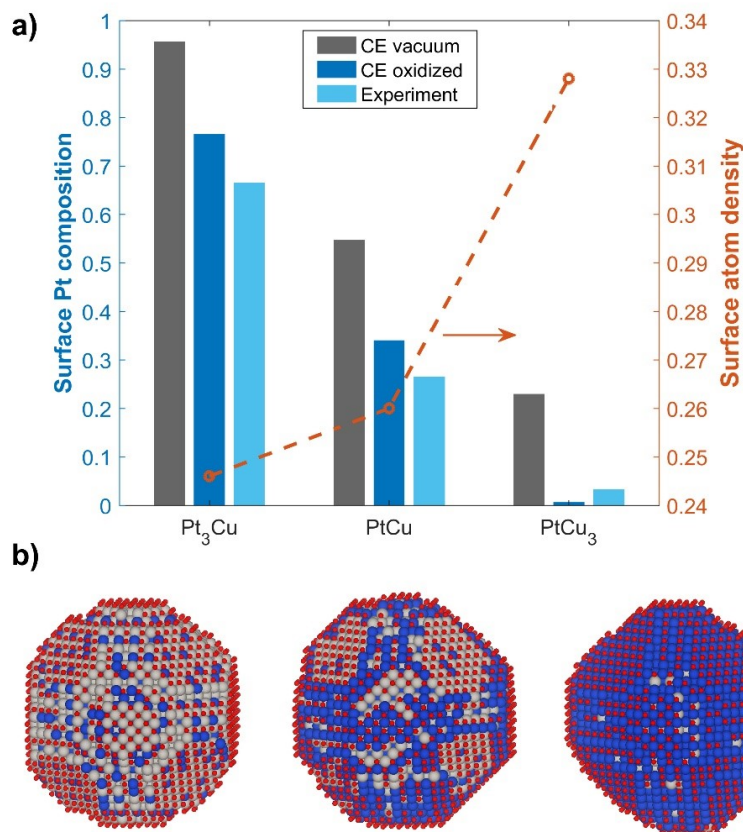 a)
Surface Pt composition
1
0.9
0.8
0.7
0.6
0.5
0.4
0.3
0.2
0.1
0
CE vacuum
CE oxidized
Experiment
0.34
0.33
0.32
0.31
0.3
0.29
0.28
0.27
0.26
0.25
0.24
Surface atom density
Pt₃Cu
PtCu
PtCu₃
b)